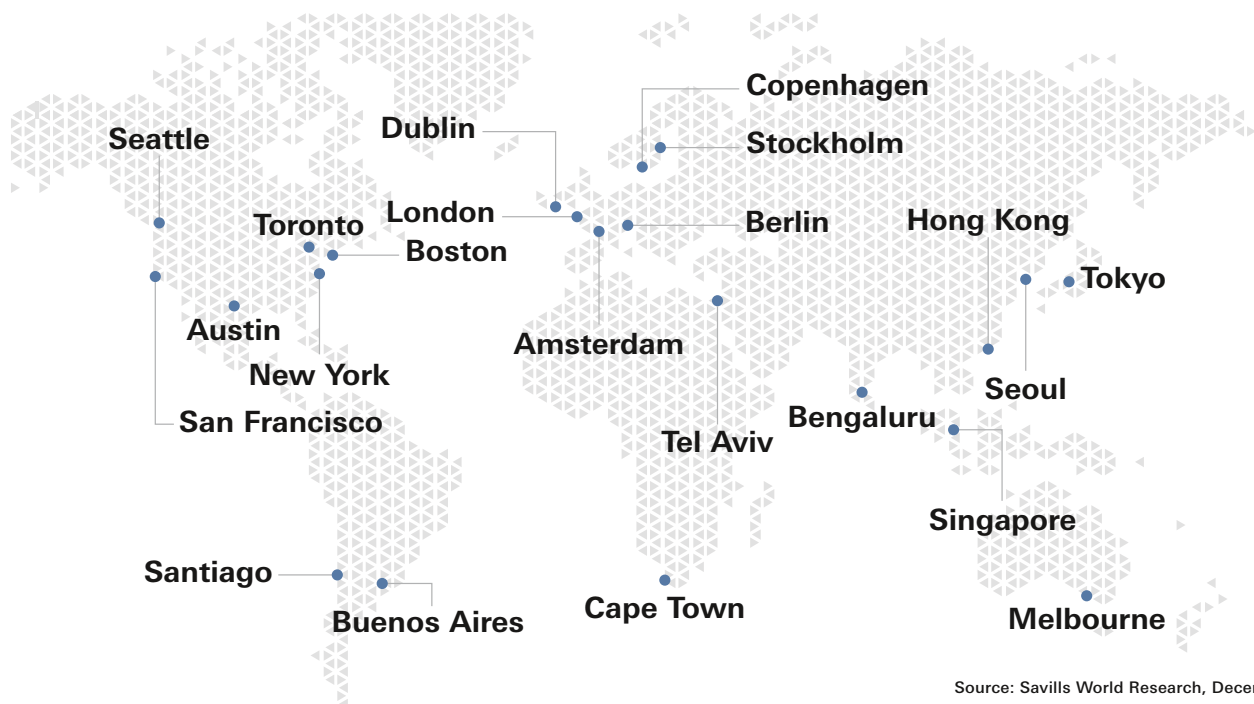 Copenhagen
Seattle
Dublin
Stockholm
Toronto
London
Boston
Berlin
Hong Kong
Tokyo
Austin
New York
San Francisco
Amsterdam
Tel Aviv
Bengaluru
Seoul
Singapore
Santiago
Buenos Aires
Cape Town
Melbourne
Source: Savills World Research, Decem